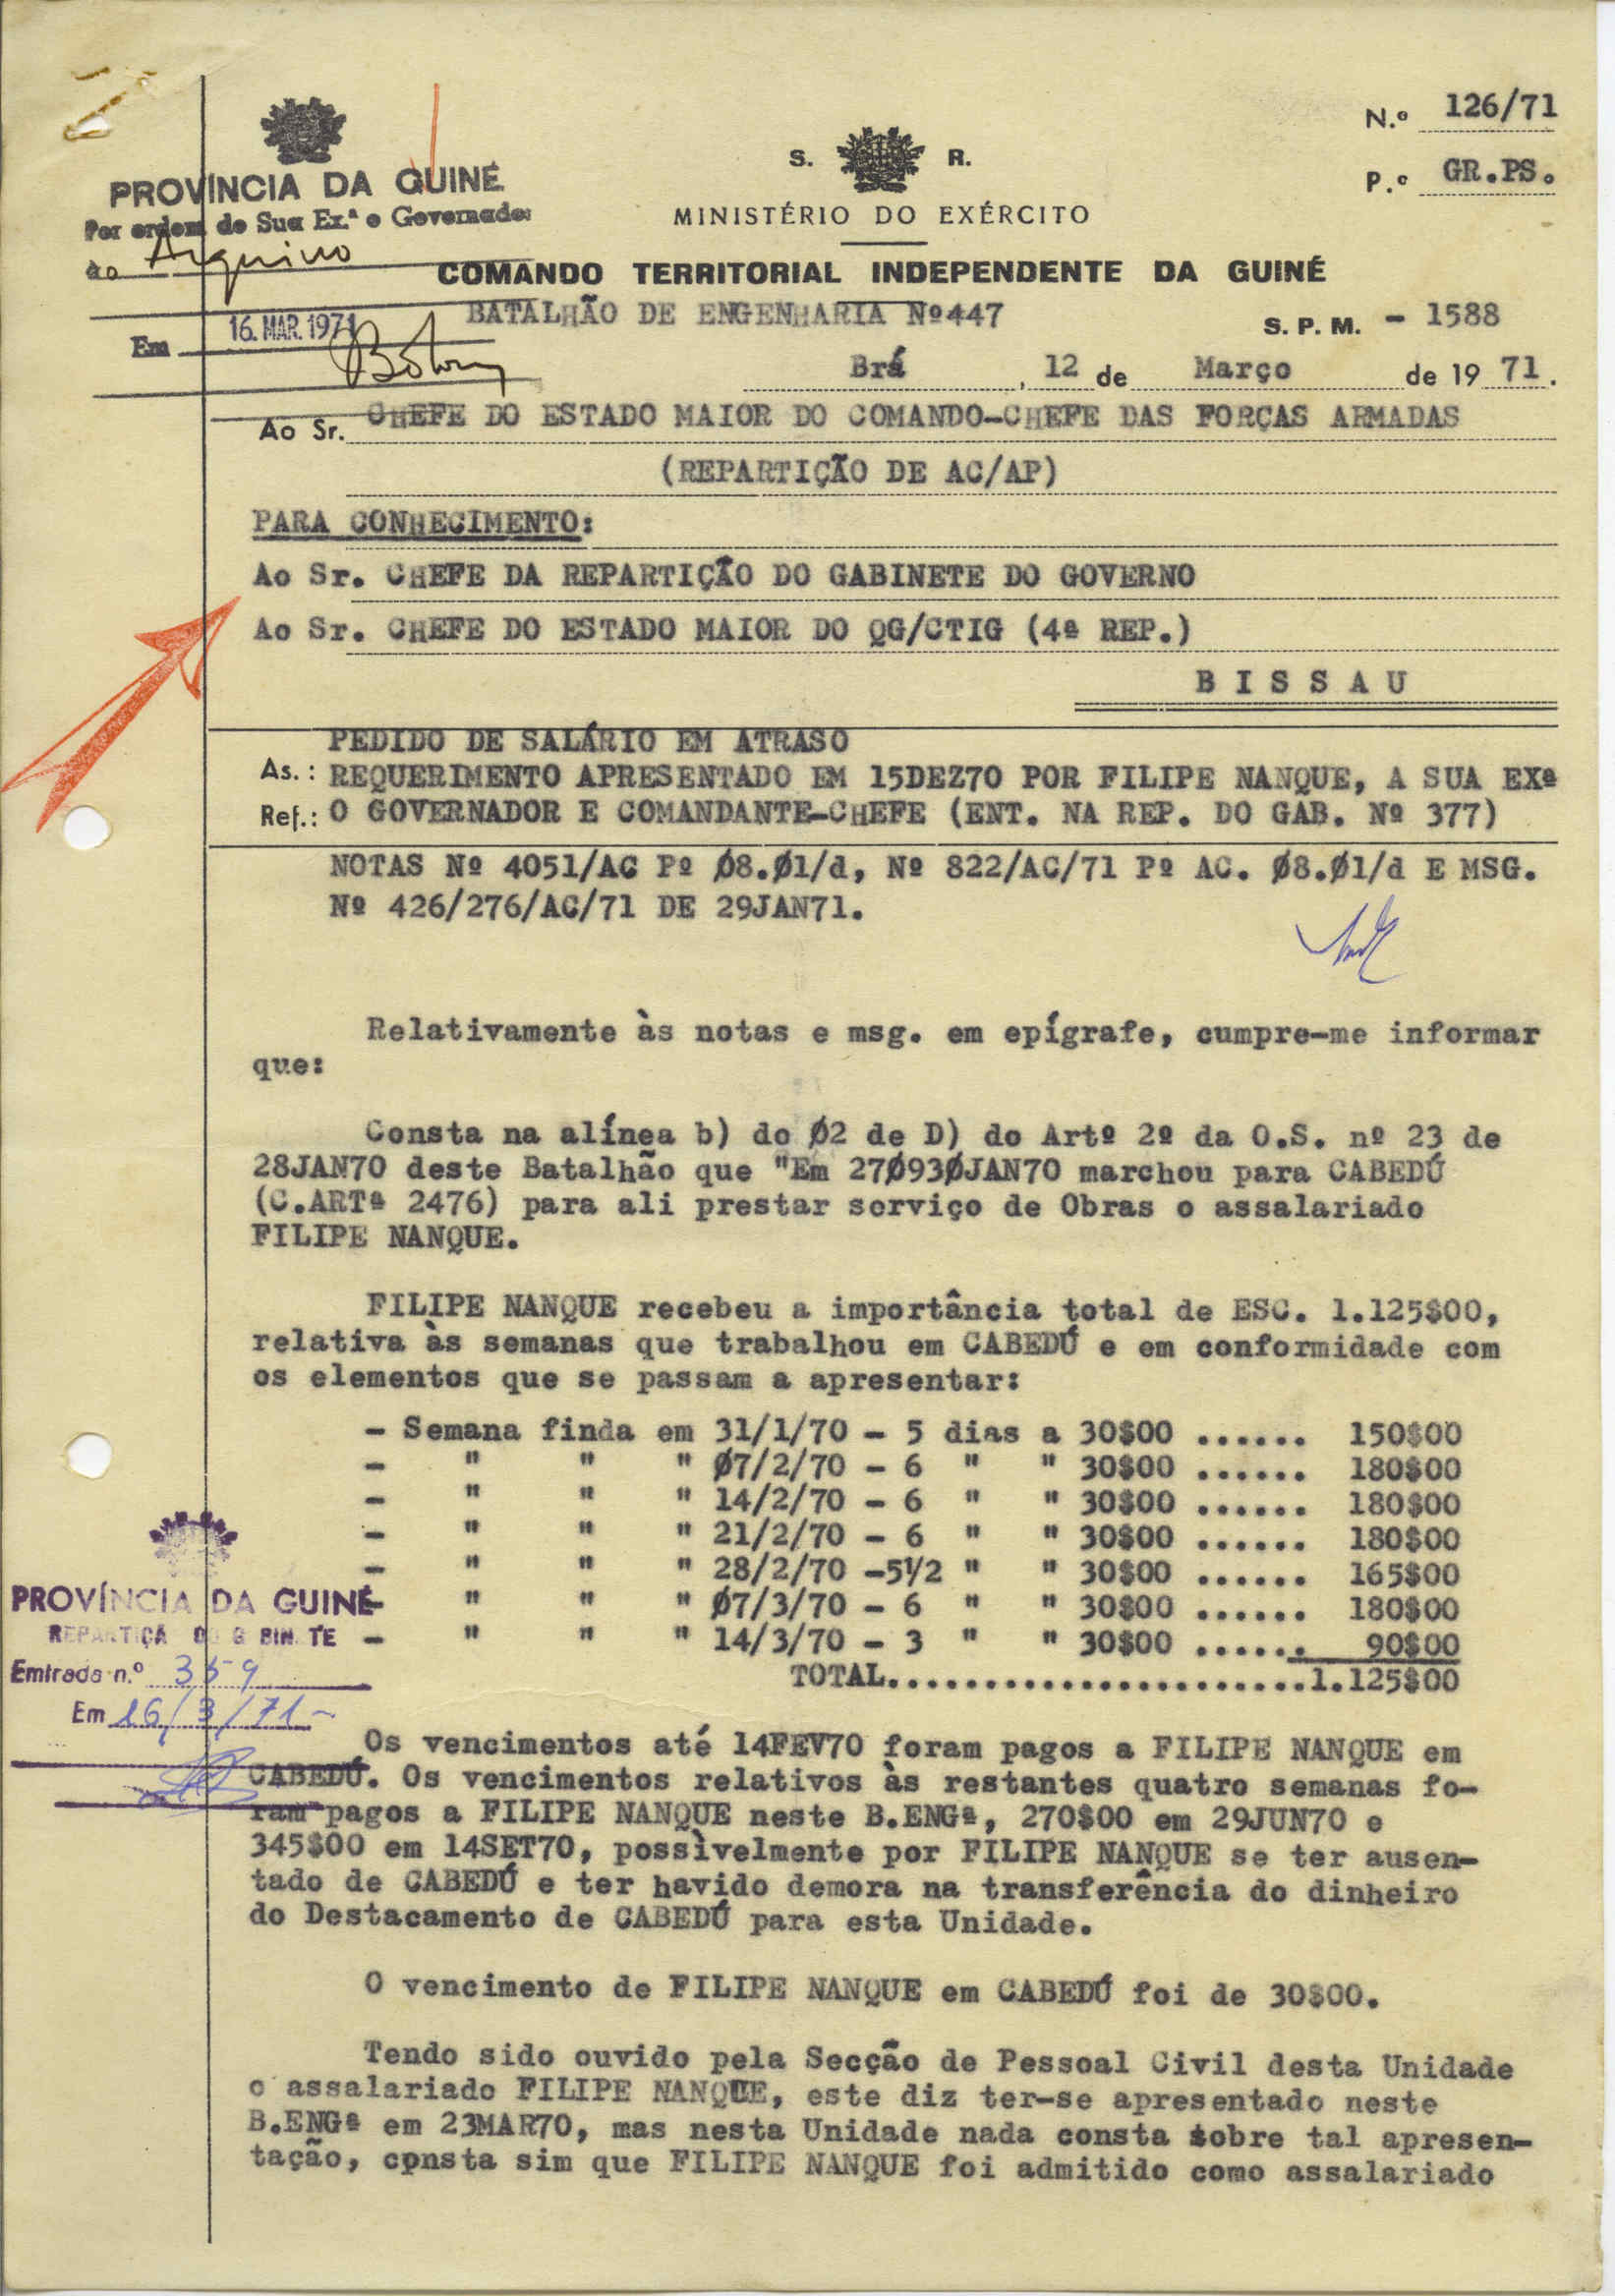 N.º 126/71
P.º GR.PS.
PROVÍNCIA DA GUINÉ
Por ordem de Sua Ex.ª o Governador
ào Arquivo
Em 16.MAR.1971
S. R.
MINISTÉRIO DO EXÉRCITO
COMANDO TERRITORIAL INDEPENDENTE DA GUINÉ
BATALHÃO DE ENGENHARIA Nº447
S. P. M. - 1588
Brá, 12 de Março de 1971.
Ao Sr. CHEFE DO ESTADO MAIOR DO COMANDO-CHEFE DAS FORÇAS ARMADAS
(REPARTIÇÃO DE AC/AP)
PARA CONHECIMENTO:
Ao Sr. CHEFE DA REPARTIÇÃO DO GABINETE DO GOVERNO
Ao Sr. CHEFE DO ESTADO MAIOR DO QG/CTIG (4ª REP.)
B I S S A U
PEDIDO DE SALÁRIO EM ATRASO
As.: REQUERIMENTO APRESENTADO EM 15DEZ70 POR FILIPE NANQUE, A SUA EXª
Ref.: O GOVERNADOR E COMANDANTE-CHEFE (ENT. NA REP. DO GAB. Nº 377)
NOTAS Nº 4051/AC Pº Ø8.Ø1/d, Nº 822/AC/71 Pº AC. Ø8.Ø1/d E MSG.
Nº 426/276/AC/71 DE 29JAN71.
Relativamente às notas e msg. em epígrafe, cumpre-me informar
que:
Consta na alínea b) do Ø2 de D) do Artº 2º da O.S. nº 23 de
28JAN70 deste Batalhão que "Em 27Ø93ØJAN70 marchou para CABEDÚ
(C.ARTª 2476) para ali prestar serviço de Obras o assalariado
FILIPE NANQUE.
FILIPE NANQUE recebeu a importância total de ESC. 1.125$00,
relativa às semanas que trabalhou em CABEDÚ e em conformidade com
os elementos que se passam a apresentar:
- Semana finda em 31/1/70 - 5 dias a 30$00 ...... 150$00
- " " " Ø7/2/70 - 6 " " 30$00 ...... 180$00
- " " " 14/2/70 - 6 " " 30$00 ...... 180$00
- " " " 21/2/70 - 6 " " 30$00 ...... 180$00
- " " " 28/2/70 -5½ " " 30$00 ...... 165$00
- " " " Ø7/3/70 - 6 " " 30$00 ...... 180$00
- " " " 14/3/70 - 3 " " 30$00 ...... 90$00
TOTAL......................1.125$00
PROVÍNCIA DA GUINÉ
REPARTIÇÃ DO G BIN TE
Entrada n.º 359
Em 16/3/71-
Os vencimentos até 14FEV70 foram pagos a FILIPE NANQUE em
CABEDÚ. Os vencimentos relativos às restantes quatro semanas fo-
ram pagos a FILIPE NANQUE neste B.ENGª, 270$00 em 29JUN70 e
345$00 em 14SET70, possìvelmente por FILIPE NANQUE se ter ausen-
tado de CABEDÚ e ter havido demora na transferência do dinheiro
do Destacamento de CABEDÚ para esta Unidade.
O vencimento de FILIPE NANQUE em CABEDÚ foi de 30$00.
Tendo sido ouvido pela Secção de Pessoal Civil desta Unidade
o assalariado FILIPE NANQUE, este diz ter-se apresentado neste
B.ENGª em 23MAR70, mas nesta Unidade nada consta sobre tal apresen-
tação, cpnsta sim que FILIPE NANQUE foi admitido como assalariado